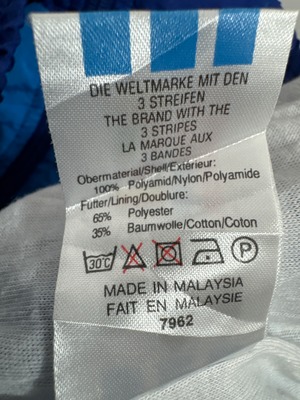 DIE WELTMARKE MIT DEN
3 STREIFEN
THE BRAND WITH THE
3 STRIPES
LA MARQUE AUX
3 BANDES
Obermaterial/Shell/Extérieur:
100% Polyamid/Nylon/Polyamide
Futter/Lining/Doublure:
65% Polyester
35% Baumwolle/Cotton/Coton
30°C P
MADE IN MALAYSIA
FAIT EN MALAYSIE
7962